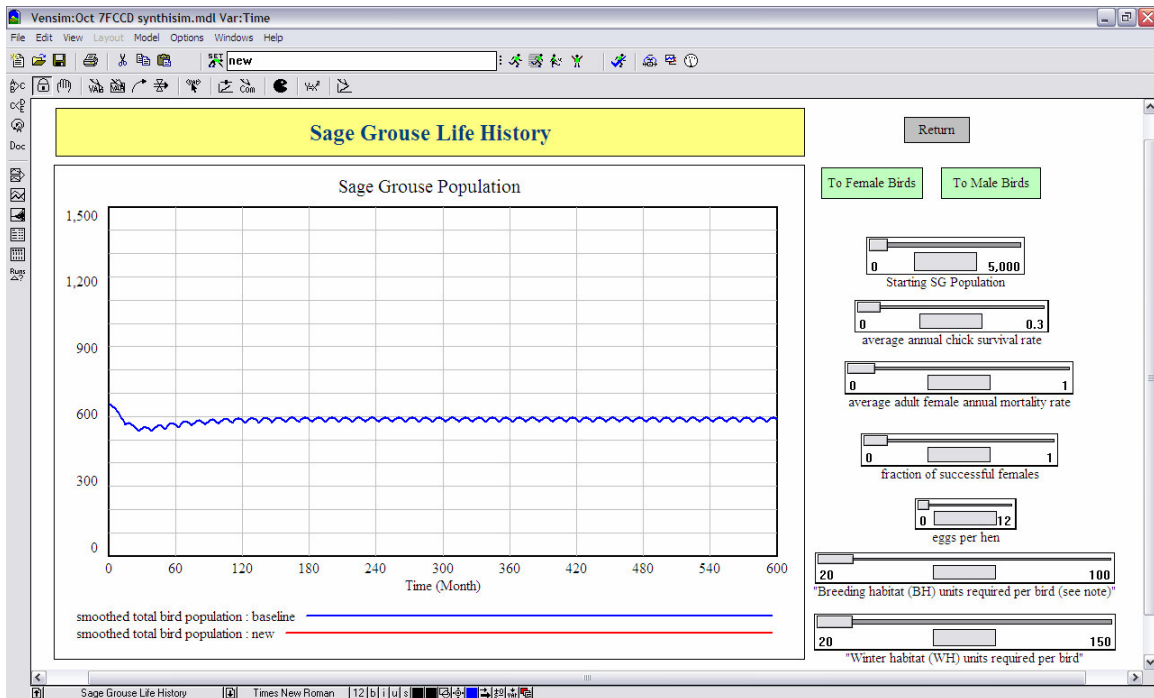 Vensim:Oct 7FCCD synthisim.mdl Var:Time
File Edit View Layout Model Options Windows Help
SET new
Doc
Runs
Sage Grouse Life History
Return
To Female Birds To Male Birds
Sage Grouse Population
1,500
1,200
900
600
300
0
0 60 120 180 240 300 360 420 480 540 600
Time (Month)
smoothed total bird population : baseline
smoothed total bird population : new
0 5,000
Starting SG Population
0 0.3
average annual chick survival rate
0 1
average adult female annual mortality rate
0 1
fraction of successful females
0 12
eggs per hen
20 100
"Breeding habitat (BH) units required per bird (see note)"
20 150
"Winter habitat (WH) units required per bird"
Sage Grouse Life History Times New Roman 12 b i u s